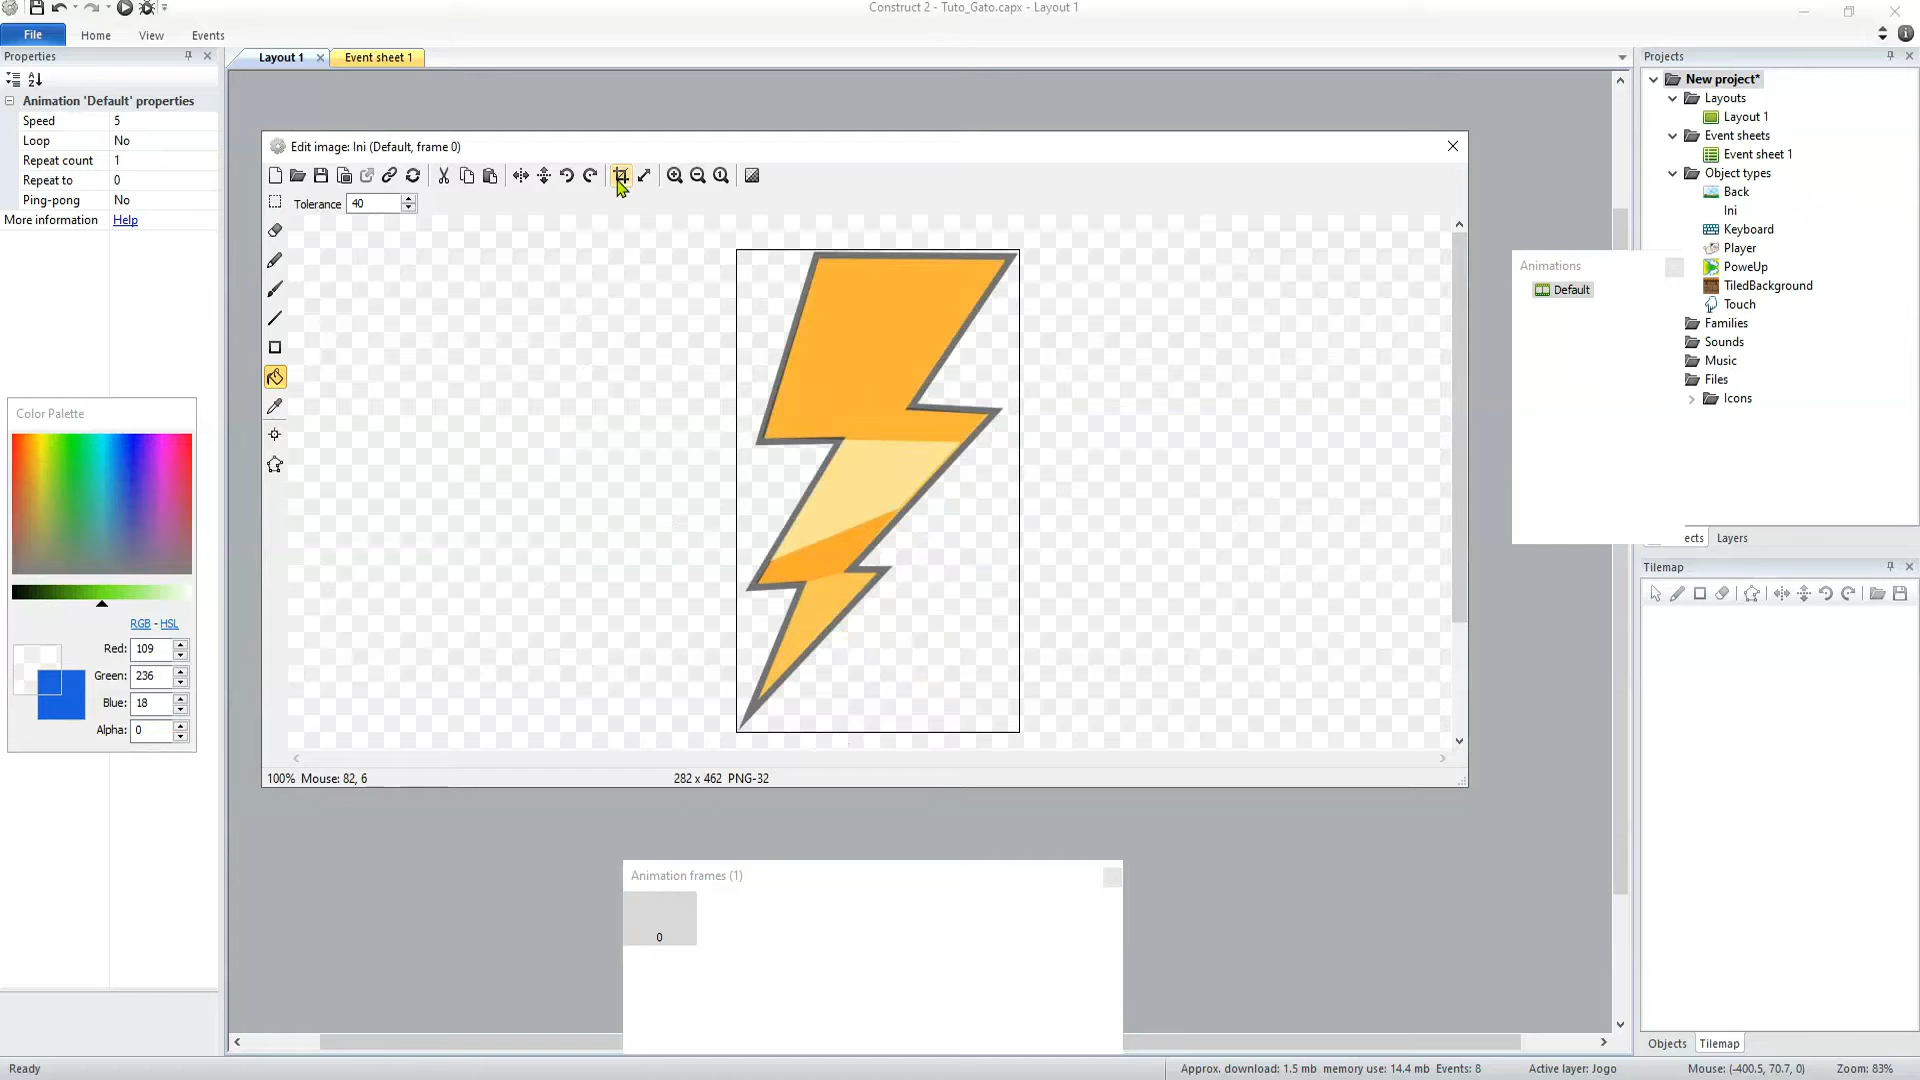 Construct 2 - Tuto_Gato.capx - Layout 1
File
Home
View
Events
Properties
Layout 1
Event sheet 1
Projects
Animation 'Default' properties
Speed 5
Loop No
Repeat count 1
Repeat to 0
Ping-pong No
More information Help
Edit image: Ini (Default, frame 0)
Tolerance 40
New project*
Layouts
Layout 1
Event sheets
Event sheet 1
Object types
Back
Ini
Keyboard
Player
PoweUp
TiledBackground
Touch
Families
Sounds
Music
Files
Icons
Animations
Default
Color Palette
RGB - HSL
Red: 109
Green: 236
Blue: 18
Alpha: 0
100% Mouse: 82, 6
282 x 462 PNG-32
Animation frames (1)
0
ects
Layers
Tilemap
Objects
Tilemap
Ready
Approx. download: 1.5 mb memory use: 14.4 mb Events: 8
Active layer: Jogo
Mouse: (-400.5, 70.7, 0)
Zoom: 83%